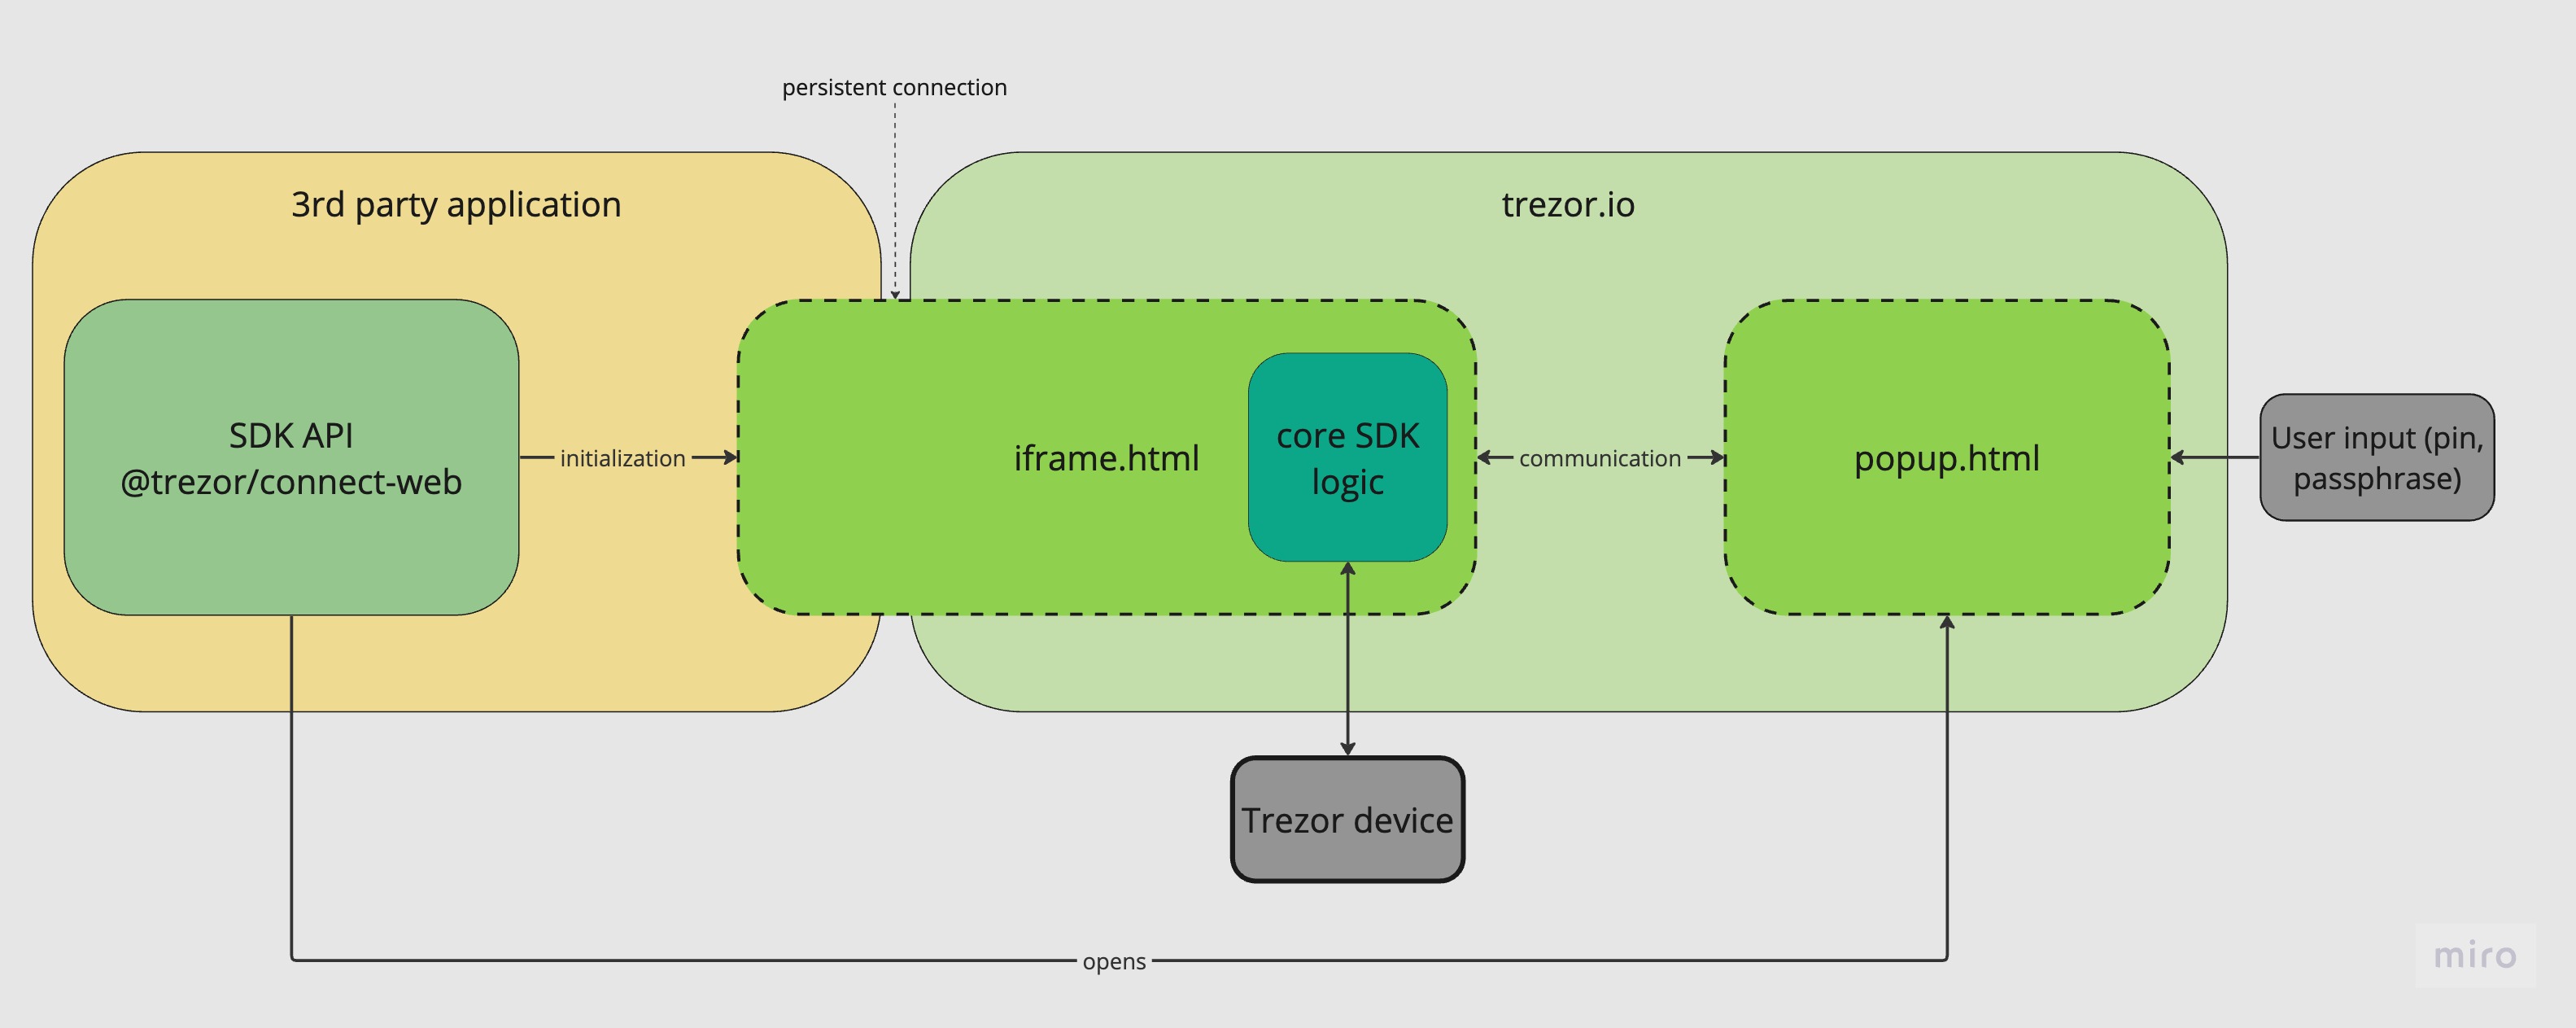 persistent connection
3rd party application
trezor.io
SDK API
@trezor/connect-web
initialization
iframe.html
core SDK
logic
communication
popup.html
User input (pin,
passphrase)
Trezor device
opens
miro